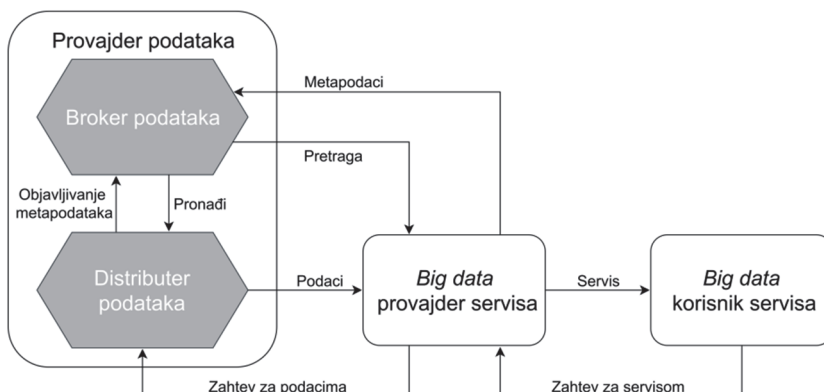 Provajder podataka
Broker podataka
Metapodaci
Pretraga
Objavljivanje
metapodataka
Pronađi
Distributer
podataka
Podaci
Big data
provajder servisa
Servis
Big data
korisnik servisa
Zahtev za podacima
Zahtev za servisom